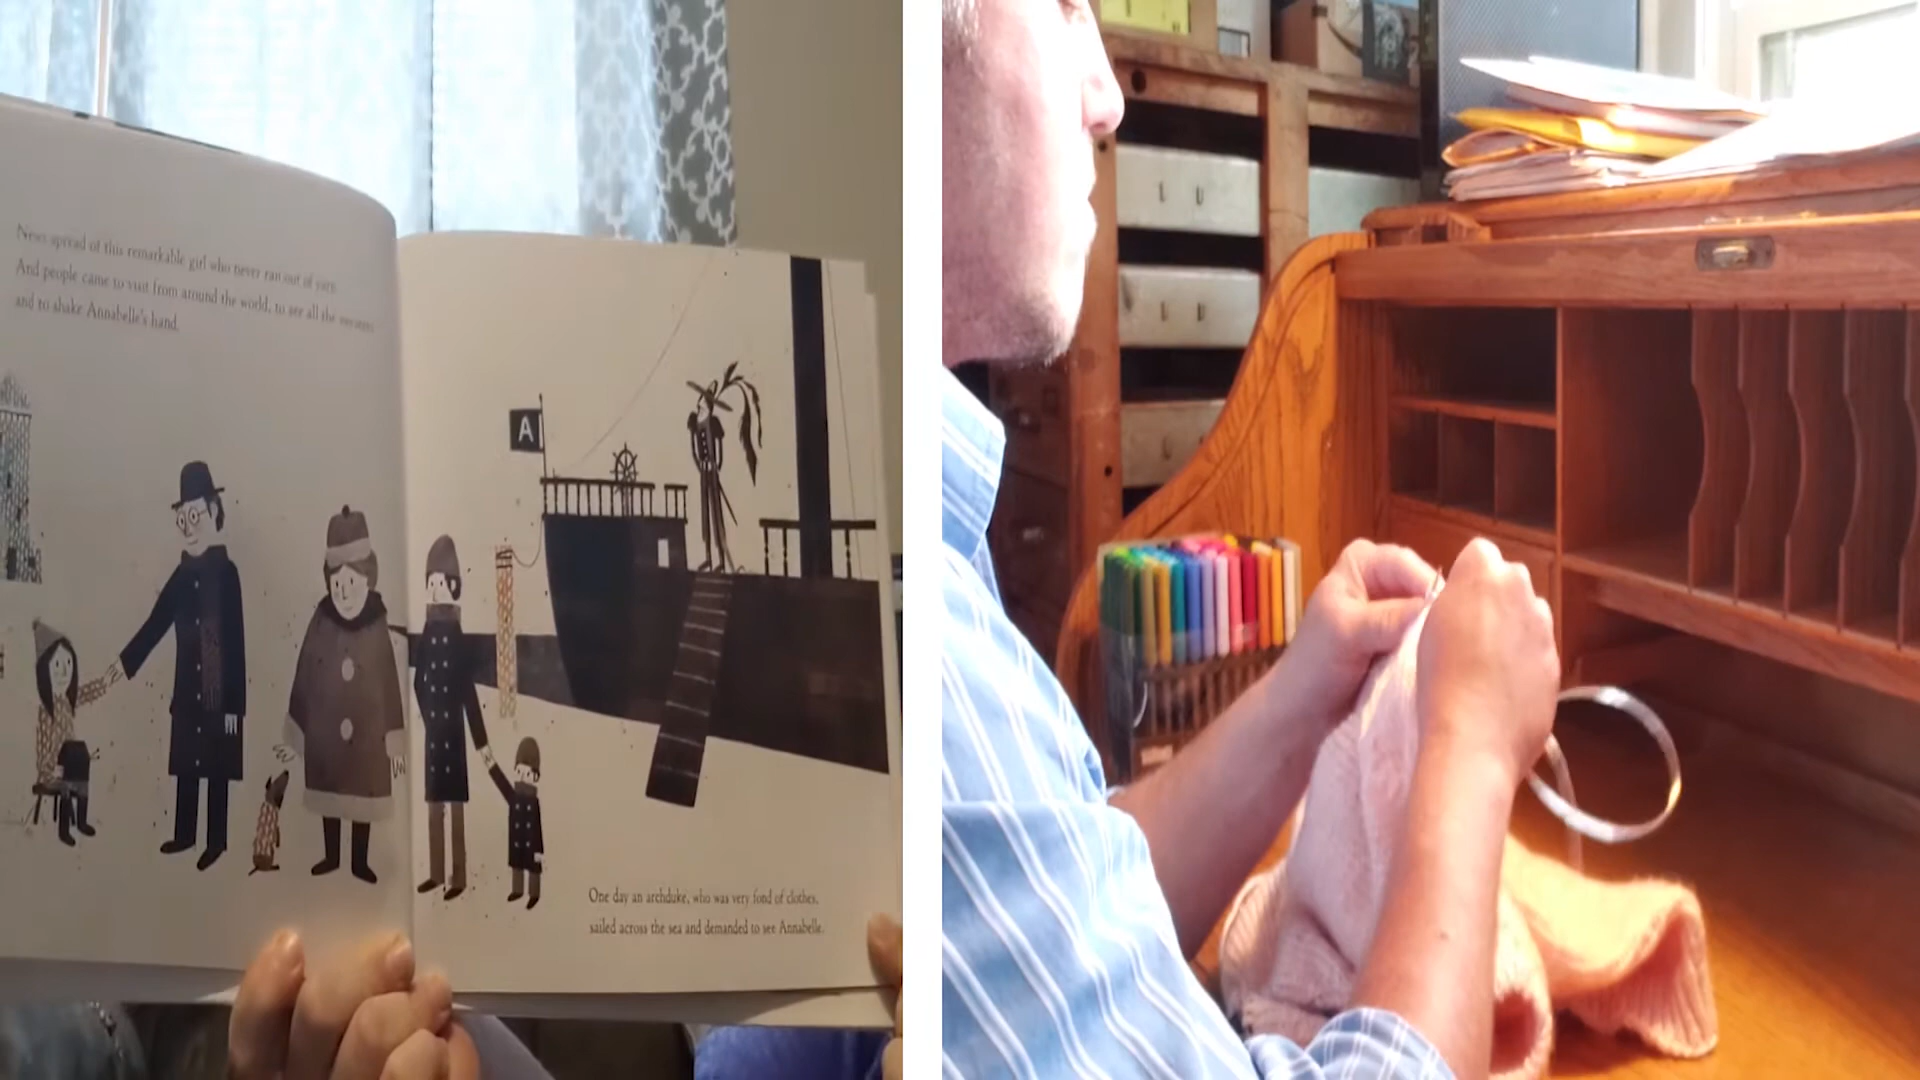 News spread of this remarkable girl who never ran out of yarn.
And people came to visit from around the world, to see all the sweaters
and to shake Annabelle's hand.
A
One day an archduke, who was very fond of clothes,
sailed across the sea and demanded to see Annabelle.